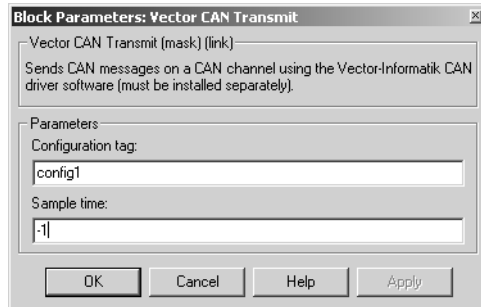 Block Parameters: Vector CAN Transmit
Vector CAN Transmit (mask) (link)
Sends CAN messages on a CAN channel using the Vector-Informatik CAN
driver software (must be installed separately).
Parameters
Configuration tag:
config1
Sample time:
-1
OK Cancel Help Apply